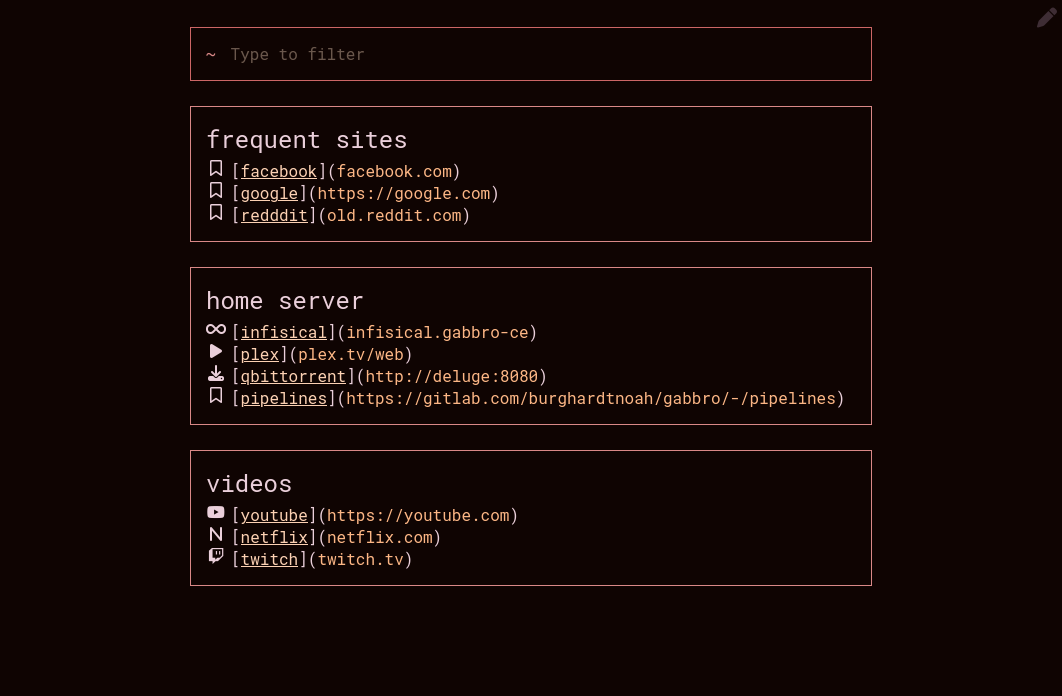 ~ Type to filter
frequent sites
[facebook](facebook.com)
[google](https://google.com)
[redddit](old.reddit.com)
home server
[infisical](infisical.gabbro-ce)
[plex](plex.tv/web)
[qbittorrent](http://deluge:8080)
[pipelines](https://gitlab.com/burghardtnoah/gabbro/-/pipelines)
videos
[youtube](https://youtube.com)
[netflix](netflix.com)
[twitch](twitch.tv)